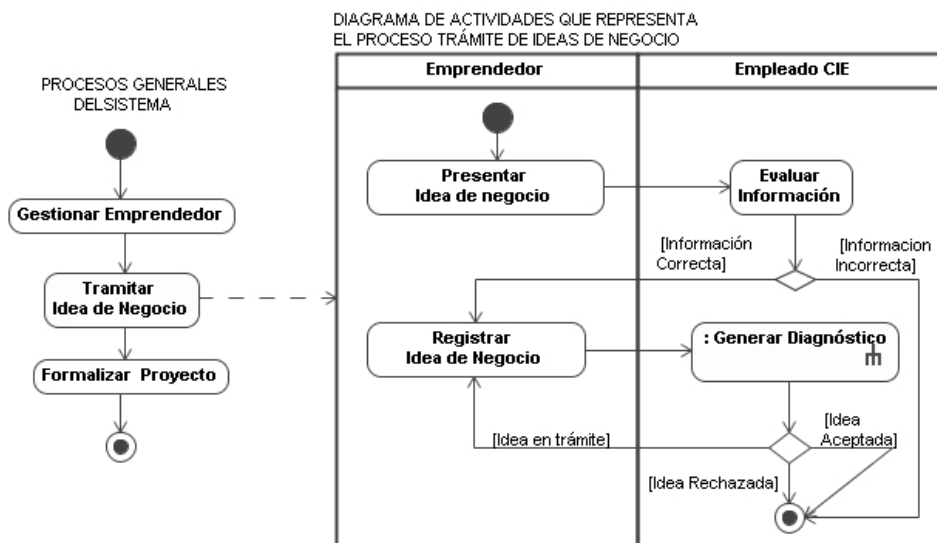 DIAGRAMA DE ACTIVIDADES QUE REPRESENTA
EL PROCESO TRÁMITE DE IDEAS DE NEGOCIO
PROCESOS GENERALES
DELSISTEMA
Gestionar Emprendedor
Tramitar
Idea de Negocio
Formalizar Proyecto
Emprendedor
Empleado CIE
Presentar
Idea de negocio
Evaluar
Información
[Información
Correcta]
[Informacion
Incorrecta]
Registrar
Idea de Negocio
: Generar Diagnóstico
[Idea en trámite]
[Idea
Aceptada]
[Idea Rechazada]